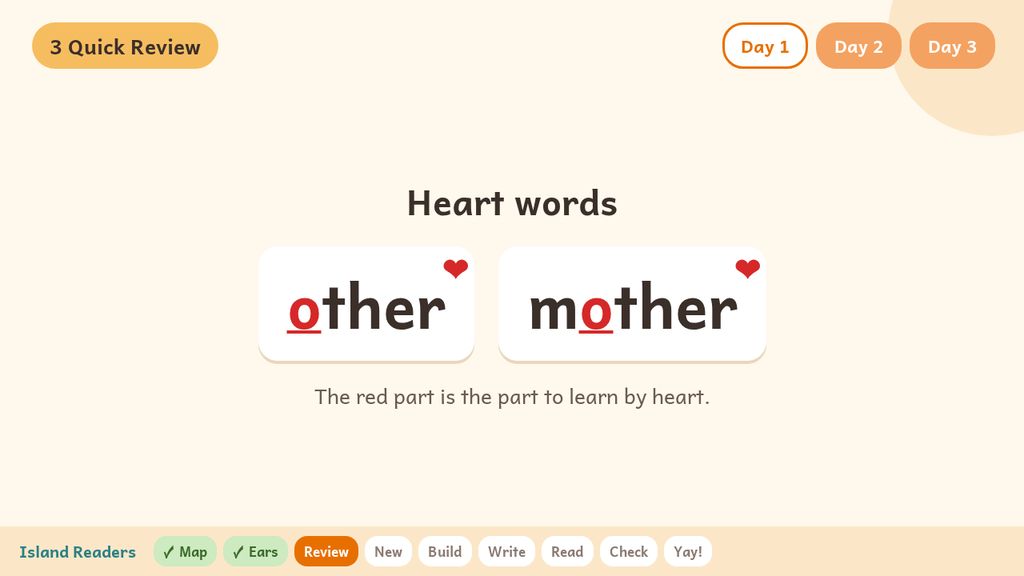 3 Quick Review
Day 1 Day 2 Day 3
Heart words
other❤ mother❤
The red part is the part to learn by heart.
Island Readers ✓ Map ✓ Ears Review New Build Write Read Check Yay!